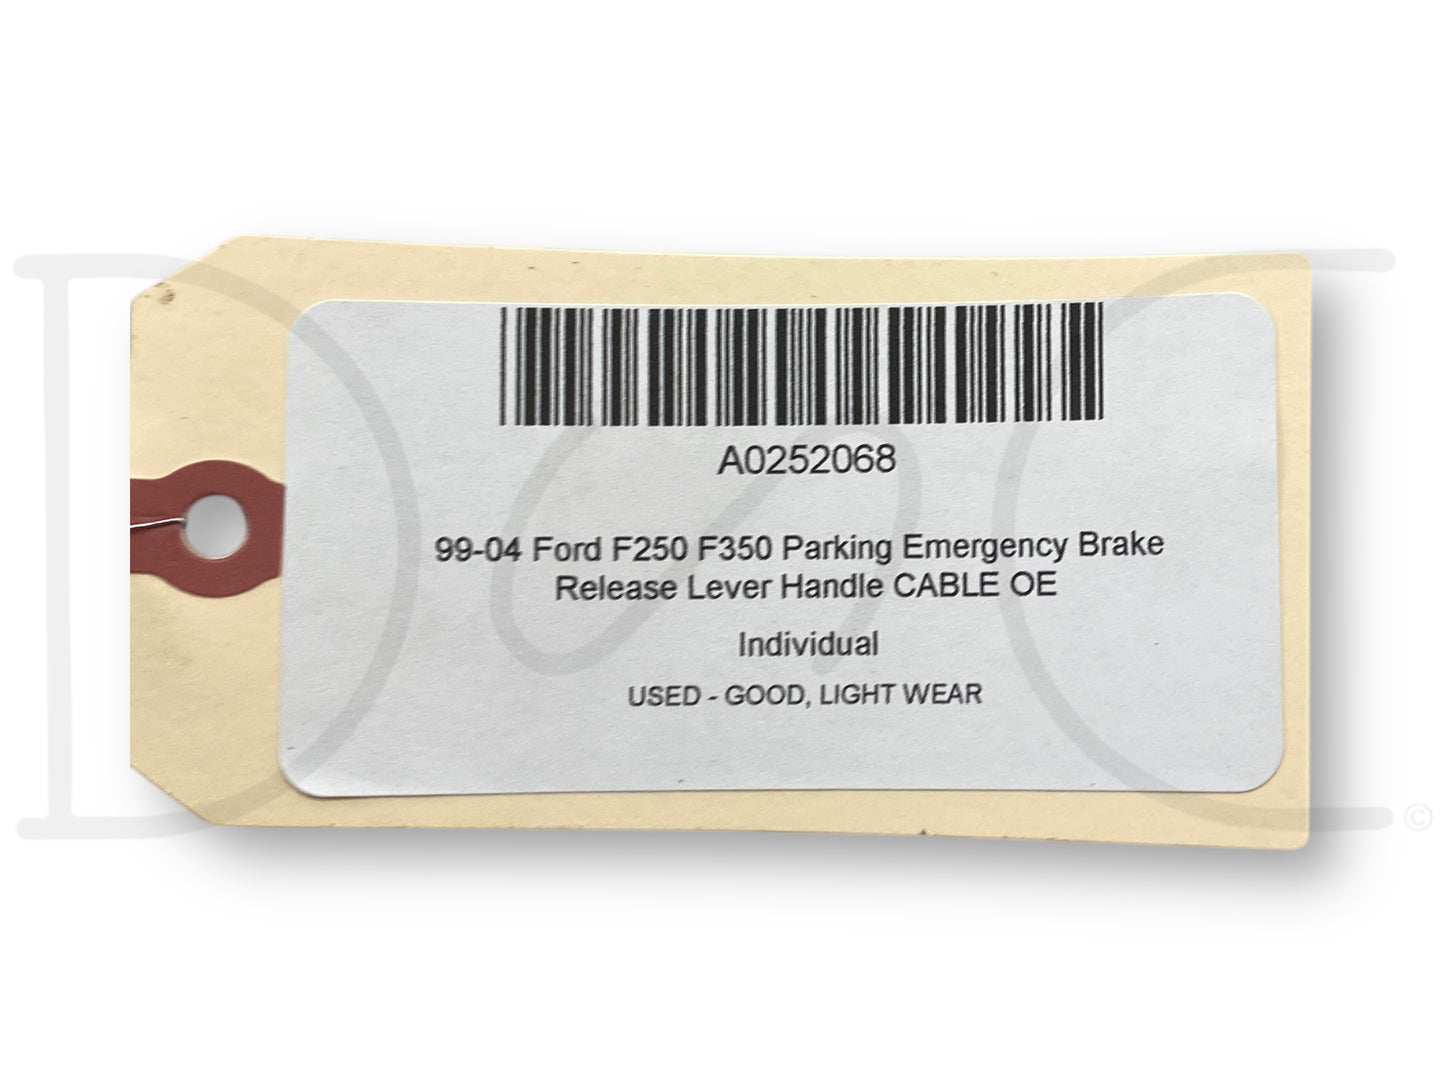 A0252068
99-04 Ford F250 F350 Parking Emergency Brake
Release Lever Handle CABLE OE
Individual
USED - GOOD, LIGHT WEAR
D C
©